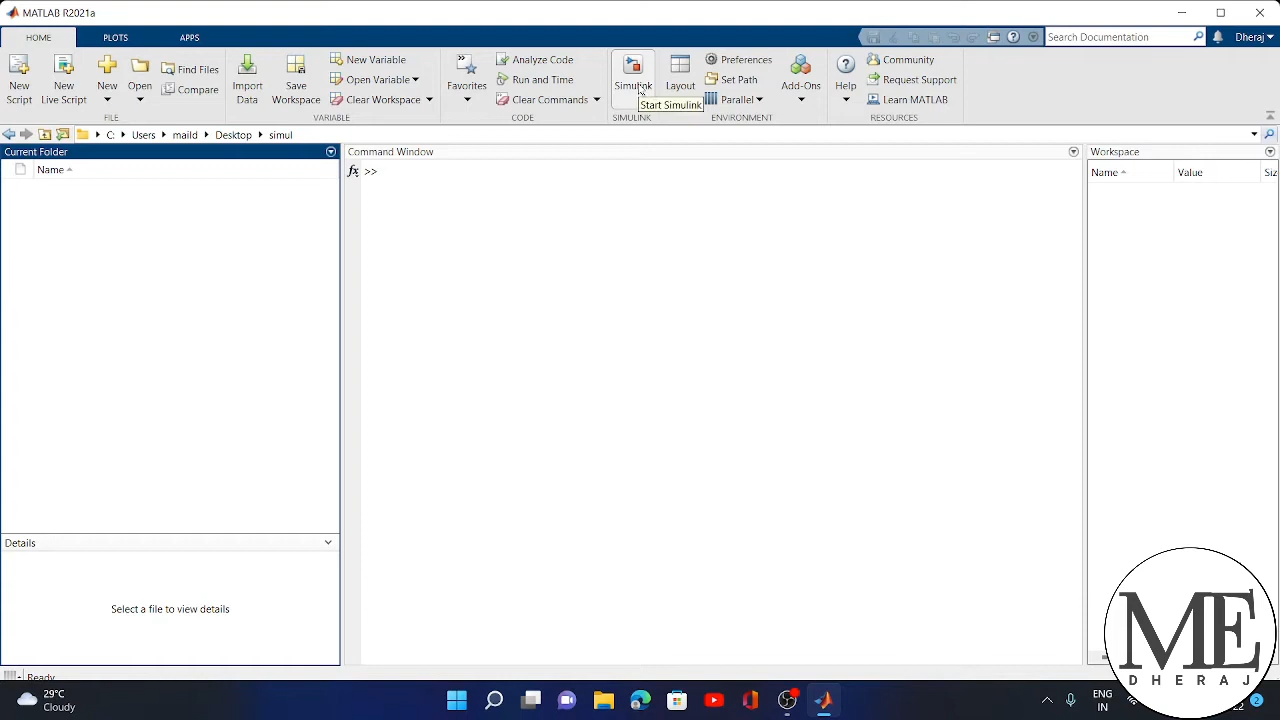 MATLAB R2021a
HOME PLOTS APPS
Search Documentation Dheraj
New Script
New Live Script
New
Open
Find Files
Compare
Import Data
Save Workspace
New Variable
Open Variable
Clear Workspace
Favorites
Analyze Code
Run and Time
Clear Commands
Simulink
Layout
Preferences
Set Path
Parallel
Add-Ons
Help
Community
Request Support
Learn MATLAB
Start Simulink
FILE VARIABLE CODE SIMULINK ENVIRONMENT RESOURCES
C: Users maild Desktop simul
Current Folder
Name
Command Window
fx >>
Workspace
Name Value Siz
Details
Select a file to view details
Ready
29°C
Cloudy
ENG
IN
22
2
ME
DHERAJ